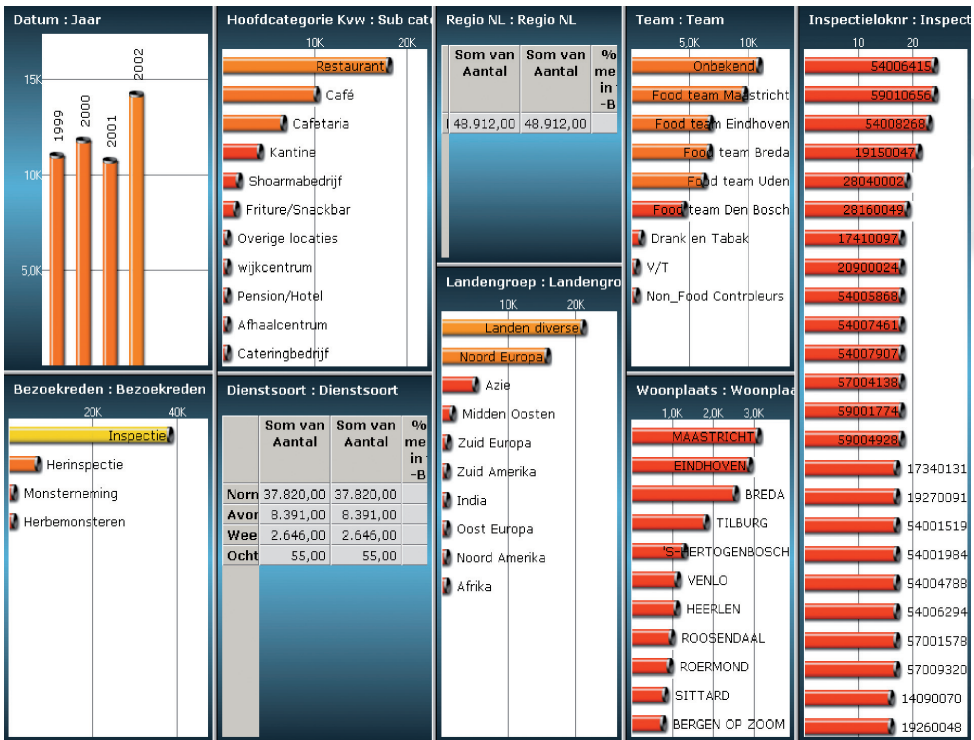 Datum : Jaar
15K
10K
5,0K
1999
2000
2001
2002
Hoofdcategorie Kvw : Sub cat
10K 20K
Restaurant
Café
Cafetaria
Kantine
Shoarmabedrijf
Friture/Snackbar
Overige locaties
wijkcentrum
Pension/Hotel
Afhaalcentrum
Cateringbedrijf
Regio NL : Regio NL
Som van Som van %
Aantal Aantal me
in
-B
48.912,00 48.912,00
Landengroep : Landengro
10K 20K
Landen diverse
Noord Europa
Azie
Midden Oosten
Zuid Europa
Zuid Amerika
India
Oost Europa
Noord Amerika
Afrika
Team : Team
5,0K 10K
Onbekend
Food team Maastricht
Food team Eindhoven
Food team Breda
Food team Uden
Food team Den Bosch
Drank en Tabak
V/T
Non_Food Controleurs
Inspectieloknr : Inspect
10 20
54006415
59010656
54008268
19150047
28040002
28160049
17410097
20900024
54005868
54007461
54007907
57004138
59001774
59004928
17340131
19270091
54001519
54001984
54004788
54006294
57001578
57009320
14090070
19260048
Bezoekreden : Bezoekreden
20K 40K
Inspectie
Herinspectie
Monsterneming
Herbemonsteren
Dienstsoort : Dienstsoort
Som van Som van %
Aantal Aantal me
in
-B
Norn 37.820,00 37.820,00
Avor 8.391,00 8.391,00
Wee 2.646,00 2.646,00
Ocht 55,00 55,00
Woonplaats : Woonplaa
1,0K 2,0K 3,0K
MAASTRICHT
EINDHOVEN
BREDA
TILBURG
'S-HERTOGENBOSCH
VENLO
HEERLEN
ROOSENDAAL
ROERMOND
SITTARD
BERGEN OP ZOOM